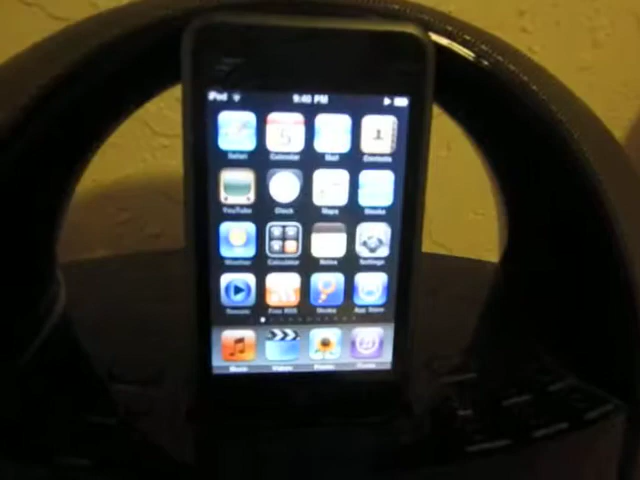 iPod 9:40 PM
Safari Calendar Mail Contacts
YouTube Clock Maps Stocks
Weather Calculator Notes Settings
Free RSS App Store
Music Videos Photos iTunes